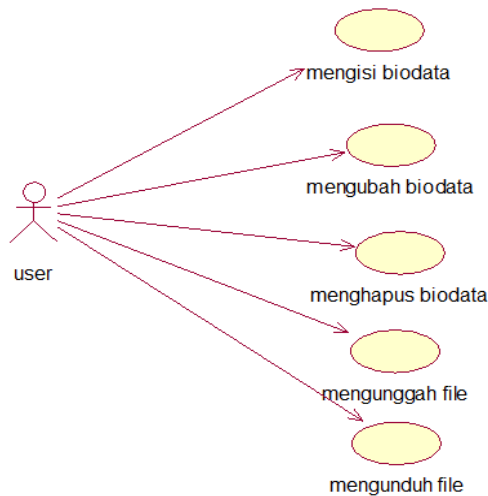 mengisi biodata
mengubah biodata
user
menghapus biodata
mengunggah file
mengunduh file